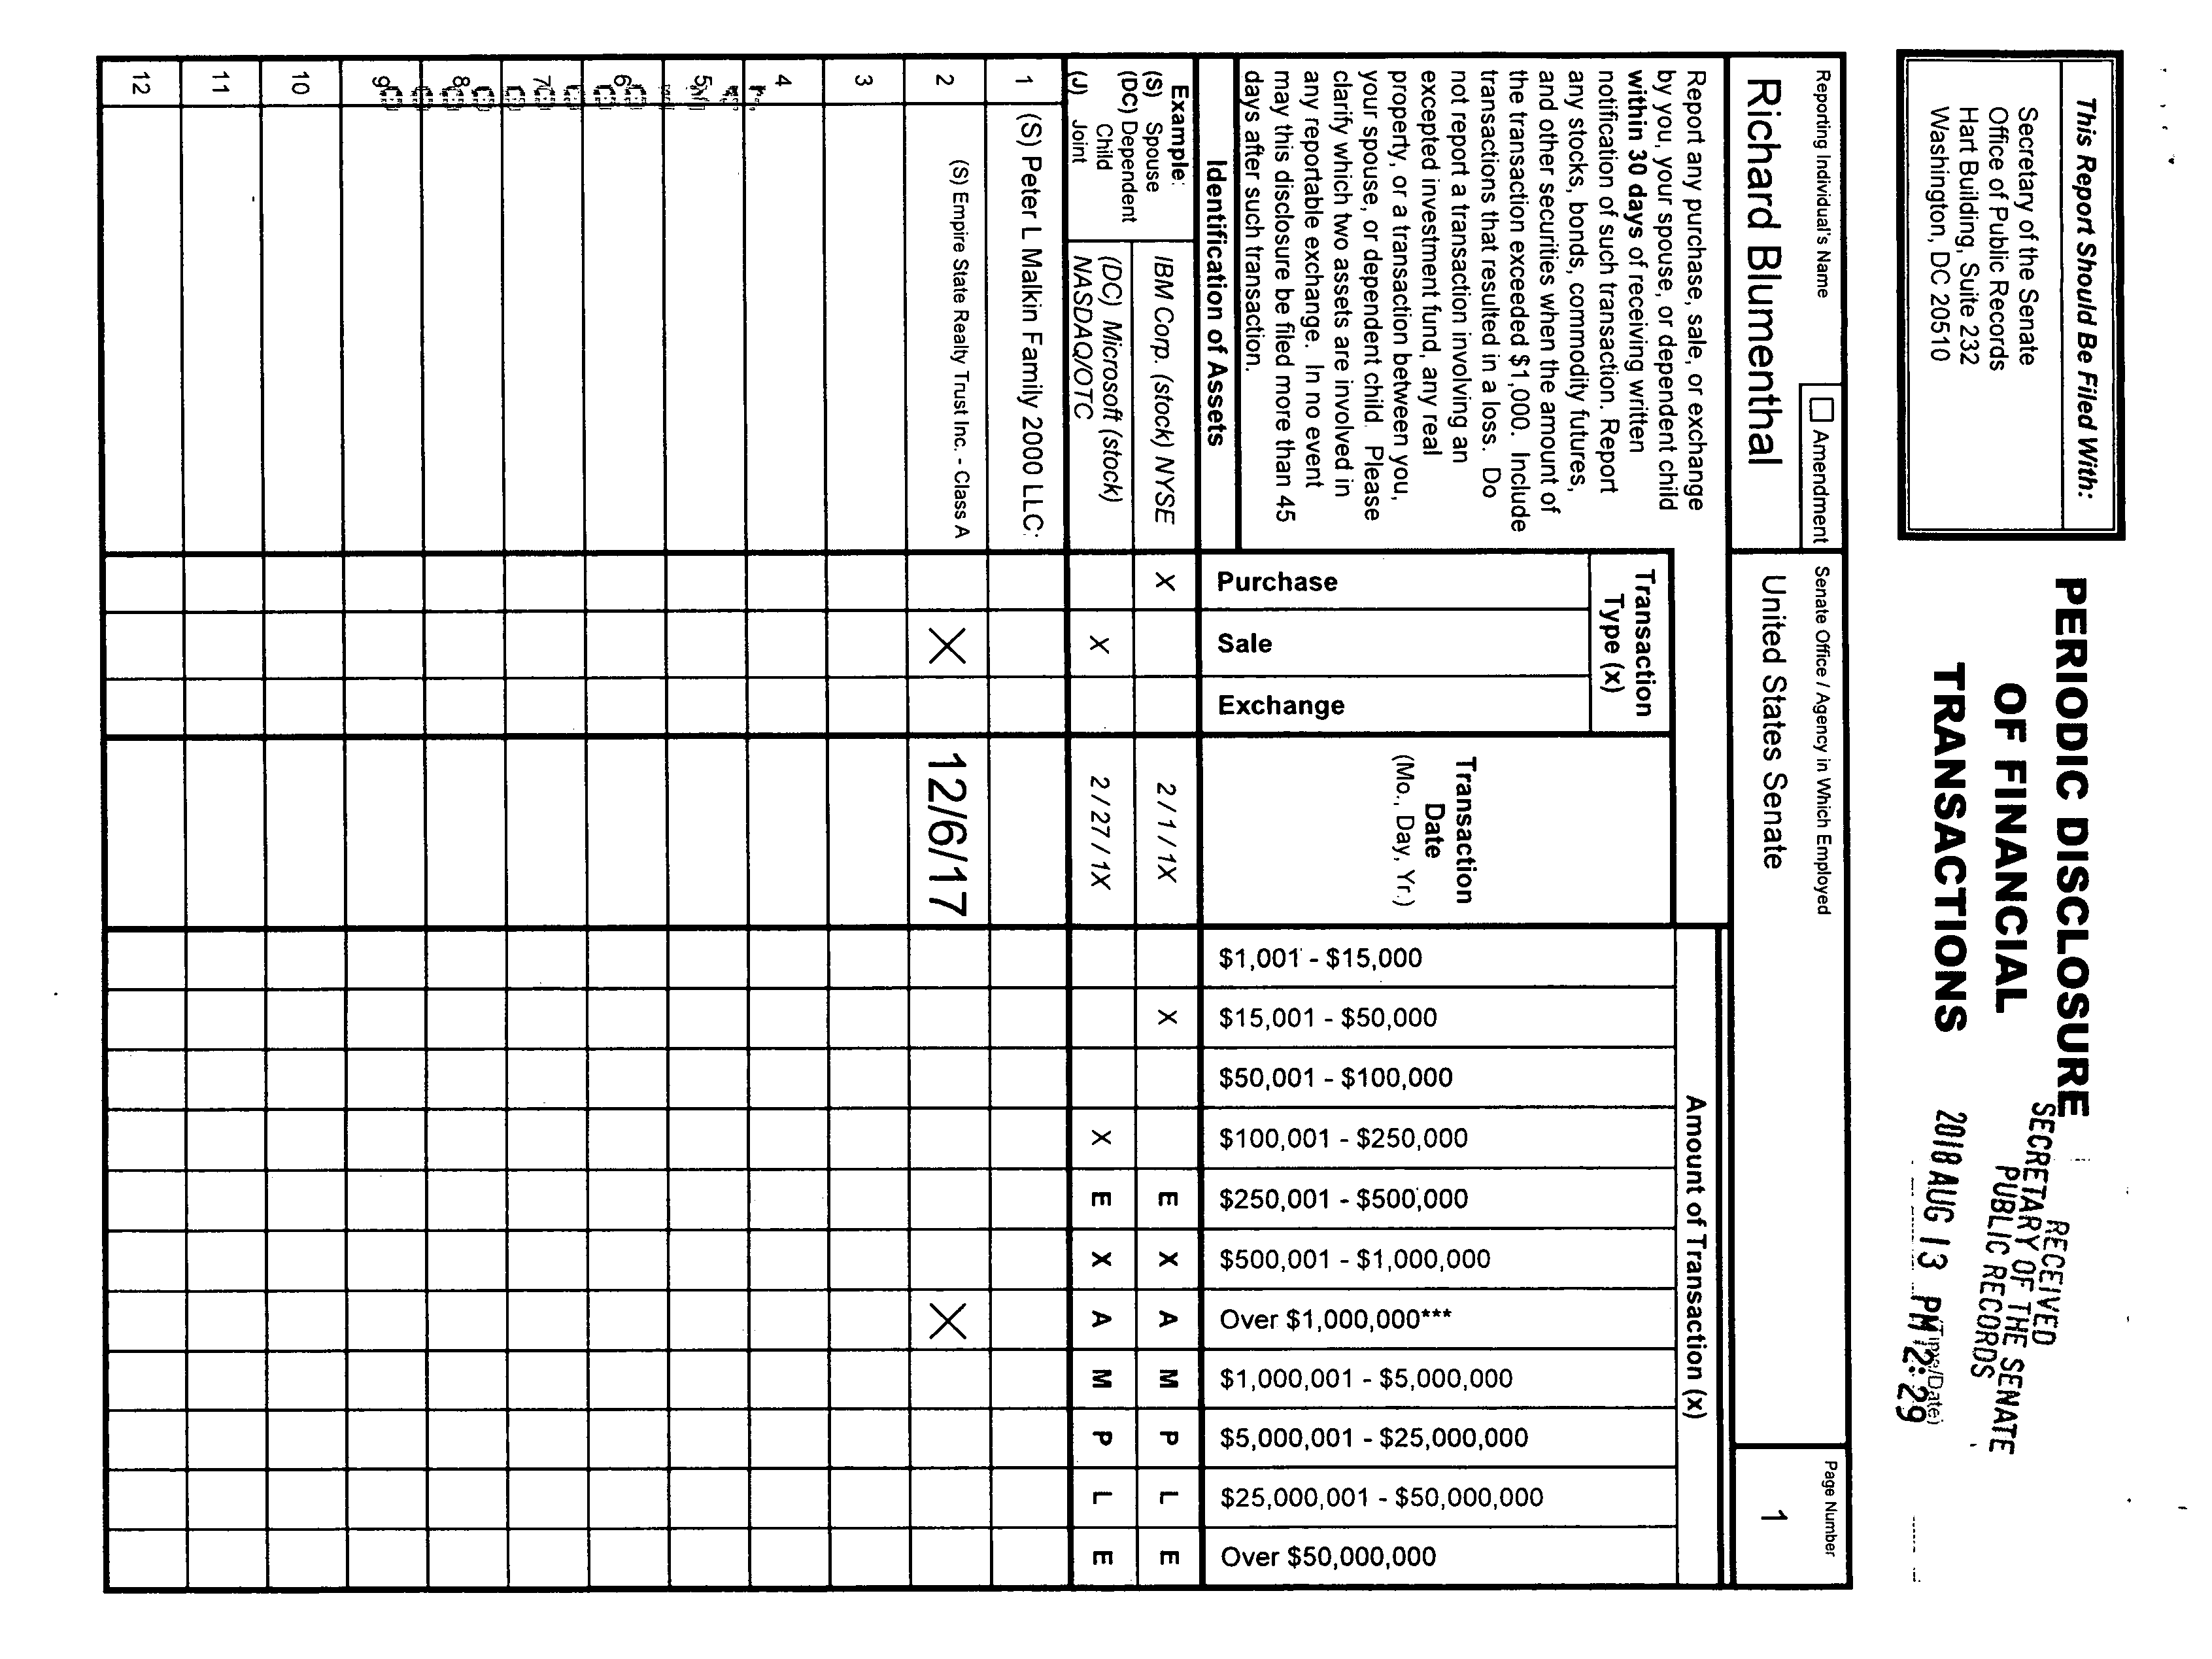 This Report Should Be Filed With:
Secretary of the Senate
Office of Public Records
Hart Building, Suite 232
Washington, DC 20510
PERIODIC DISCLOSURE
OF FINANCIAL
TRANSACTIONS
RECEIVED
SECRETARY OF THE SENATE
PUBLIC RECORDS
2018 AUG 13 PM 12:29
(Time/Date)
Reporting Individual's Name
Amendment
Richard Blumenthal
Senate Office / Agency in Which Employed
United States Senate
Page Number
1
Report any purchase, sale, or exchange
by you, your spouse, or dependent child
within 30 days of receiving written
notification of such transaction. Report
any stocks, bonds, commodity futures,
and other securities when the amount of
the transaction exceeded $1,000. Include
transactions that resulted in a loss. Do
not report a transaction involving an
excepted investment fund, any real
property, or a transaction between you,
your spouse, or dependent child. Please
clarify which two assets are involved in
any reportable exchange. In no event
may this disclosure be filed more than 45
days after such transaction.
Identification of Assets
Transaction
Type (x)
Purchase
Sale
Exchange
Transaction
Date
(Mo., Day, Yr.)
Amount of Transaction (x)
$1,001 - $15,000
$15,001 - $50,000
$50,001 - $100,000
$100,001 - $250,000
$250,001 - $500,000
$500,001 - $1,000,000
Over $1,000,000***
$1,000,001 - $5,000,000
$5,000,001 - $25,000,000
$25,000,001 - $50,000,000
Over $50,000,000
Example:
(S) Spouse
(DC) Dependent
Child
(J) Joint
IBM Corp. (stock) NYSE X 2 / 1 / 1X X E X A M P L E
(DC) Microsoft (stock)
NASDAQ/OTC X 2 / 27 / 1X X E X A M P L E
1 (S) Peter L Malkin Family 2000 LLC:
2 (S) Empire State Realty Trust Inc. - Class A X 12/6/17 X
3
4
5
6
7
8
9
10
11
12